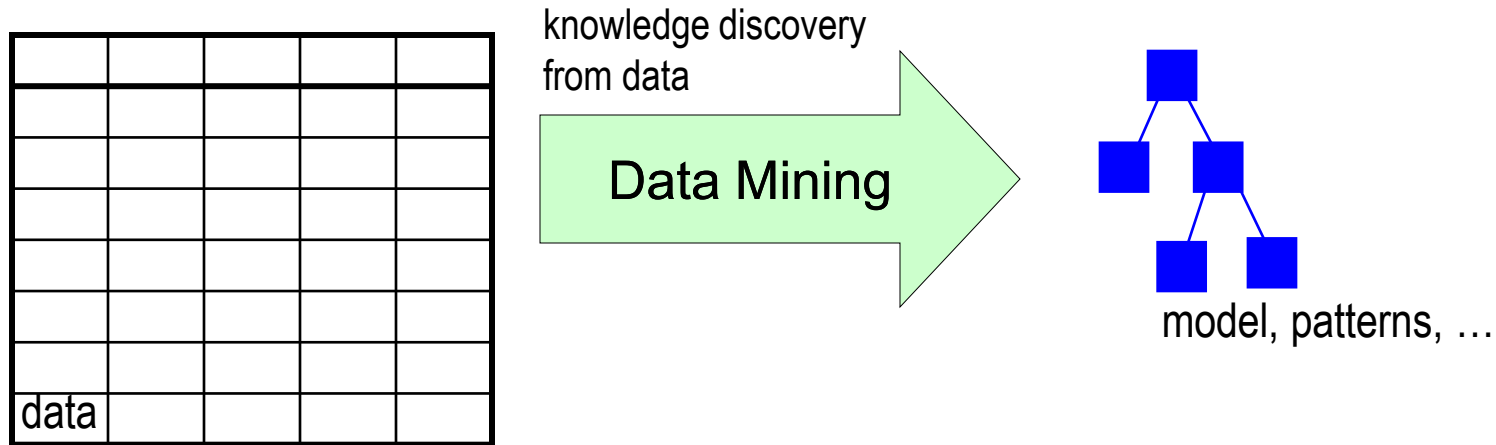 knowledge discovery
from data
Data Mining
data
model, patterns, …